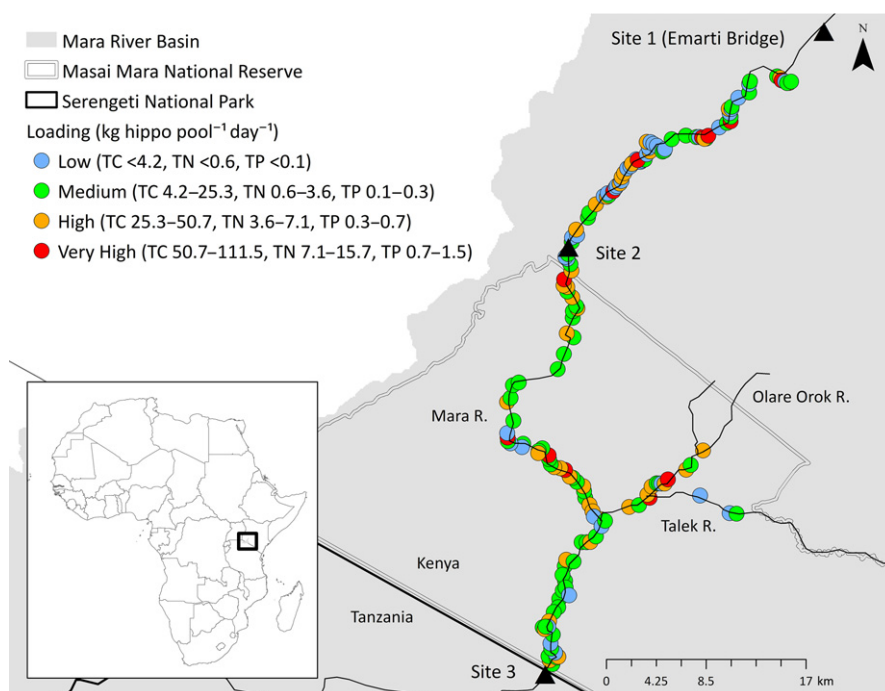 Mara River Basin
Masai Mara National Reserve
Serengeti National Park
Loading (kg hippo pool⁻¹ day⁻¹)
Low (TC <4.2, TN <0.6, TP <0.1)
Medium (TC 4.2–25.3, TN 0.6–3.6, TP 0.1–0.3)
High (TC 25.3–50.7, TN 3.6–7.1, TP 0.3–0.7)
Very High (TC 50.7–111.5, TN 7.1–15.7, TP 0.7–1.5)
Site 1 (Emarti Bridge)
N
Site 2
Mara R.
Olare Orok R.
Talek R.
Kenya
Tanzania
Site 3
0 4.25 8.5 17 km